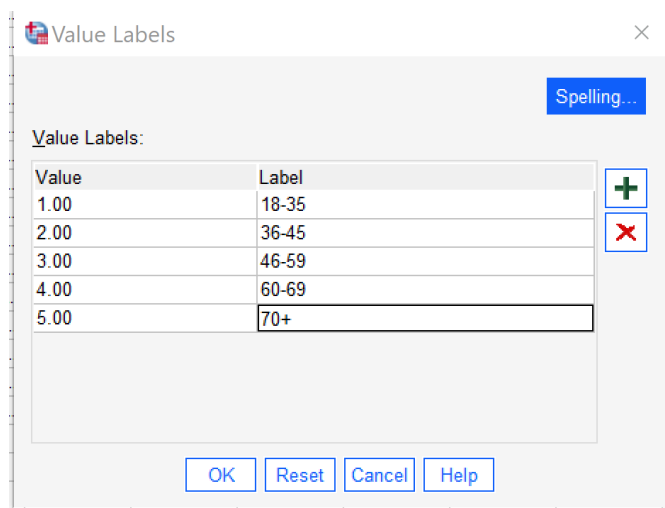 Value Labels
Spelling...
Value Labels:
Value Label
1.00 18-35
2.00 36-45
3.00 46-59
4.00 60-69
5.00 70+
OK Reset Cancel Help